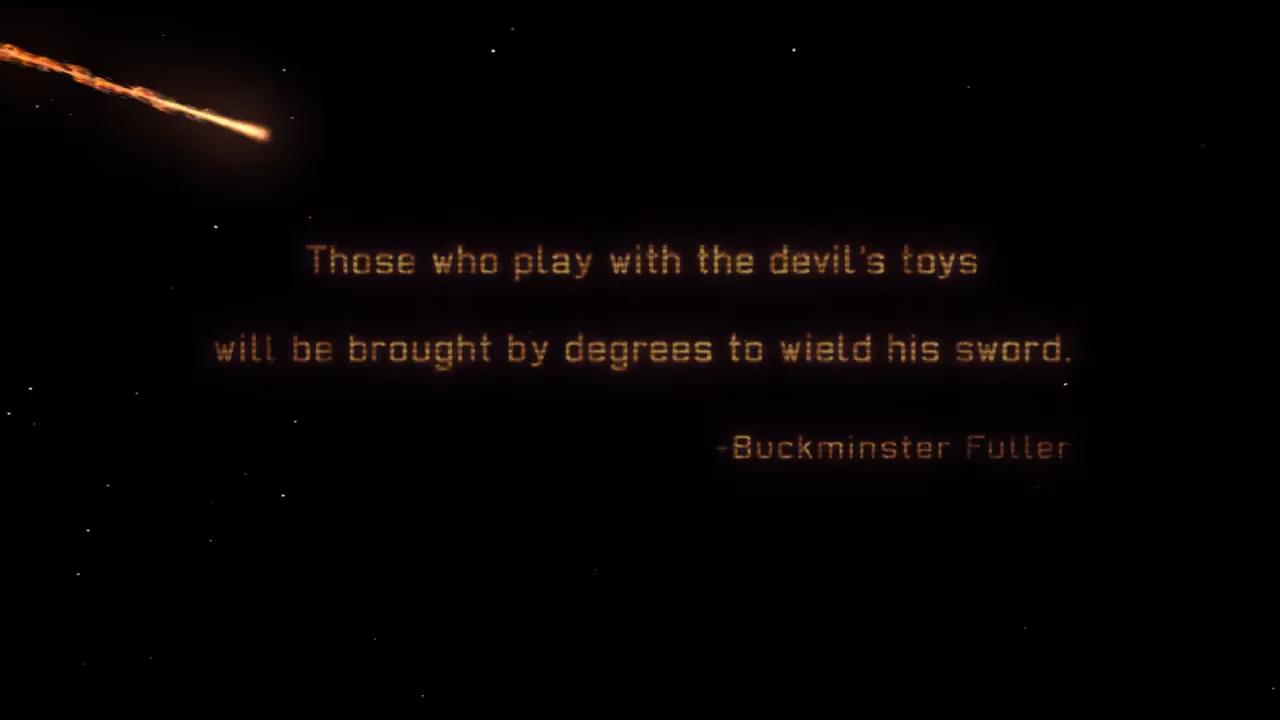 Those who play with the devil's toys
will be brought by degrees to wield his sword.
-Buckminster Fuller